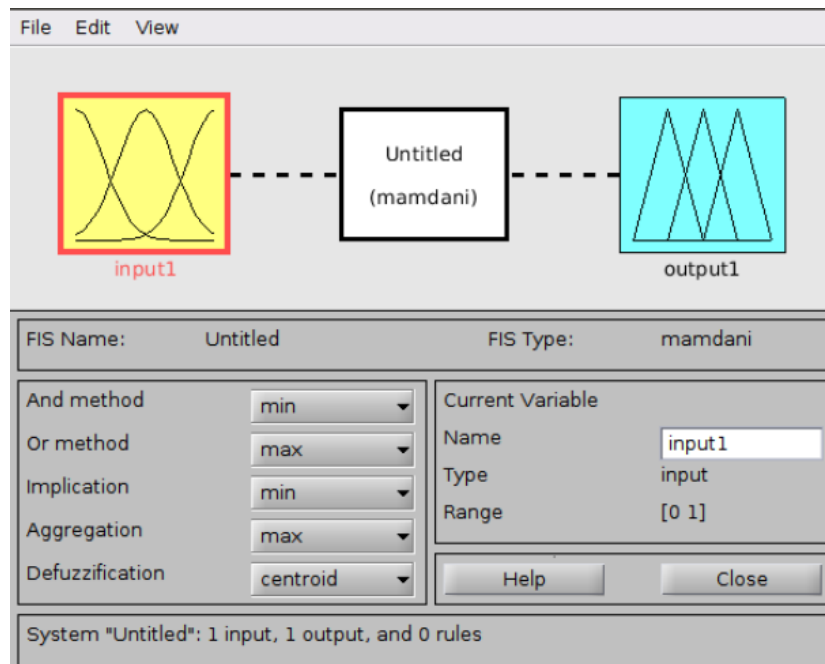 File Edit View
Untitled
(mamdani)
input1
output1
FIS Name: Untitled FIS Type: mamdani
And method min
Or method max
Implication min
Aggregation max
Defuzzification centroid
Current Variable
Name input1
Type input
Range [0 1]
Help Close
System "Untitled": 1 input, 1 output, and 0 rules